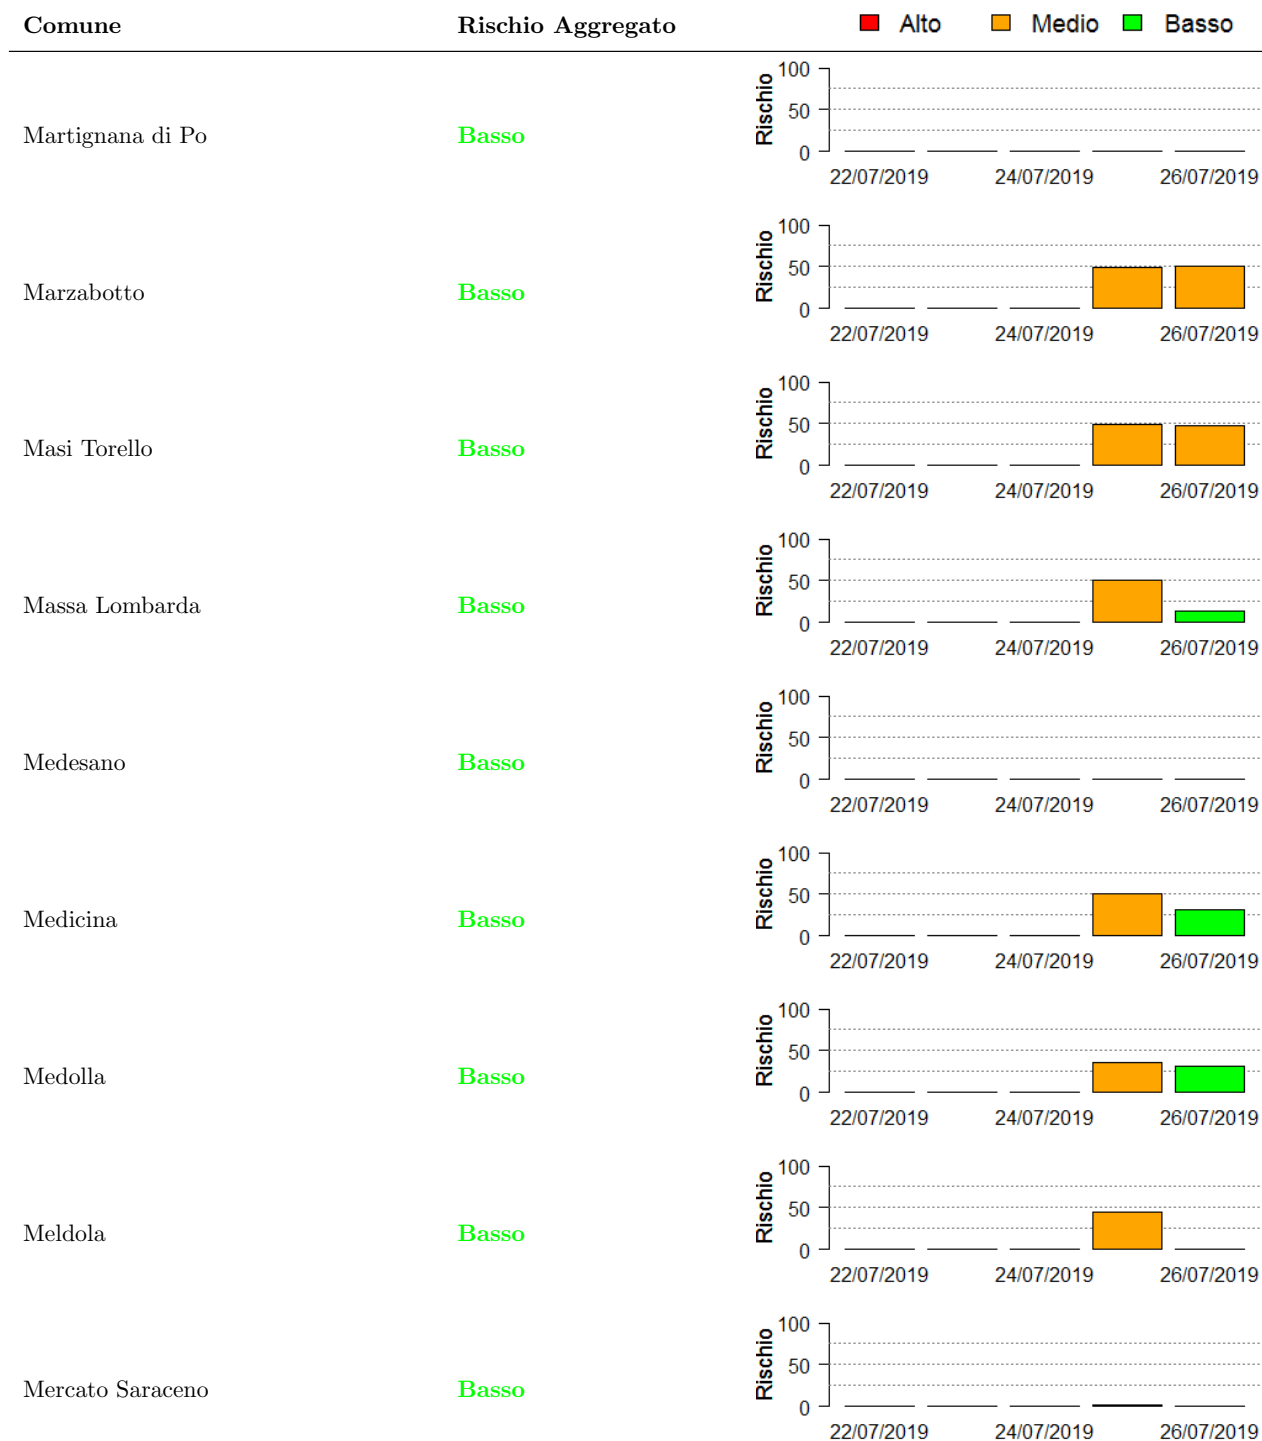 Comune Rischio Aggregato Alto Medio Basso
Martignana di Po Basso Rischio 100 50 0
22/07/2019 24/07/2019 26/07/2019
Marzabotto Basso Rischio 100 50 0
22/07/2019 24/07/2019 26/07/2019
Masi Torello Basso Rischio 100 50 0
22/07/2019 24/07/2019 26/07/2019
Massa Lombarda Basso Rischio 100 50 0
22/07/2019 24/07/2019 26/07/2019
Medesano Basso Rischio 100 50 0
22/07/2019 24/07/2019 26/07/2019
Medicina Basso Rischio 100 50 0
22/07/2019 24/07/2019 26/07/2019
Medolla Basso Rischio 100 50 0
22/07/2019 24/07/2019 26/07/2019
Meldola Basso Rischio 100 50 0
22/07/2019 24/07/2019 26/07/2019
Mercato Saraceno Basso Rischio 100 50 0
22/07/2019 24/07/2019 26/07/2019